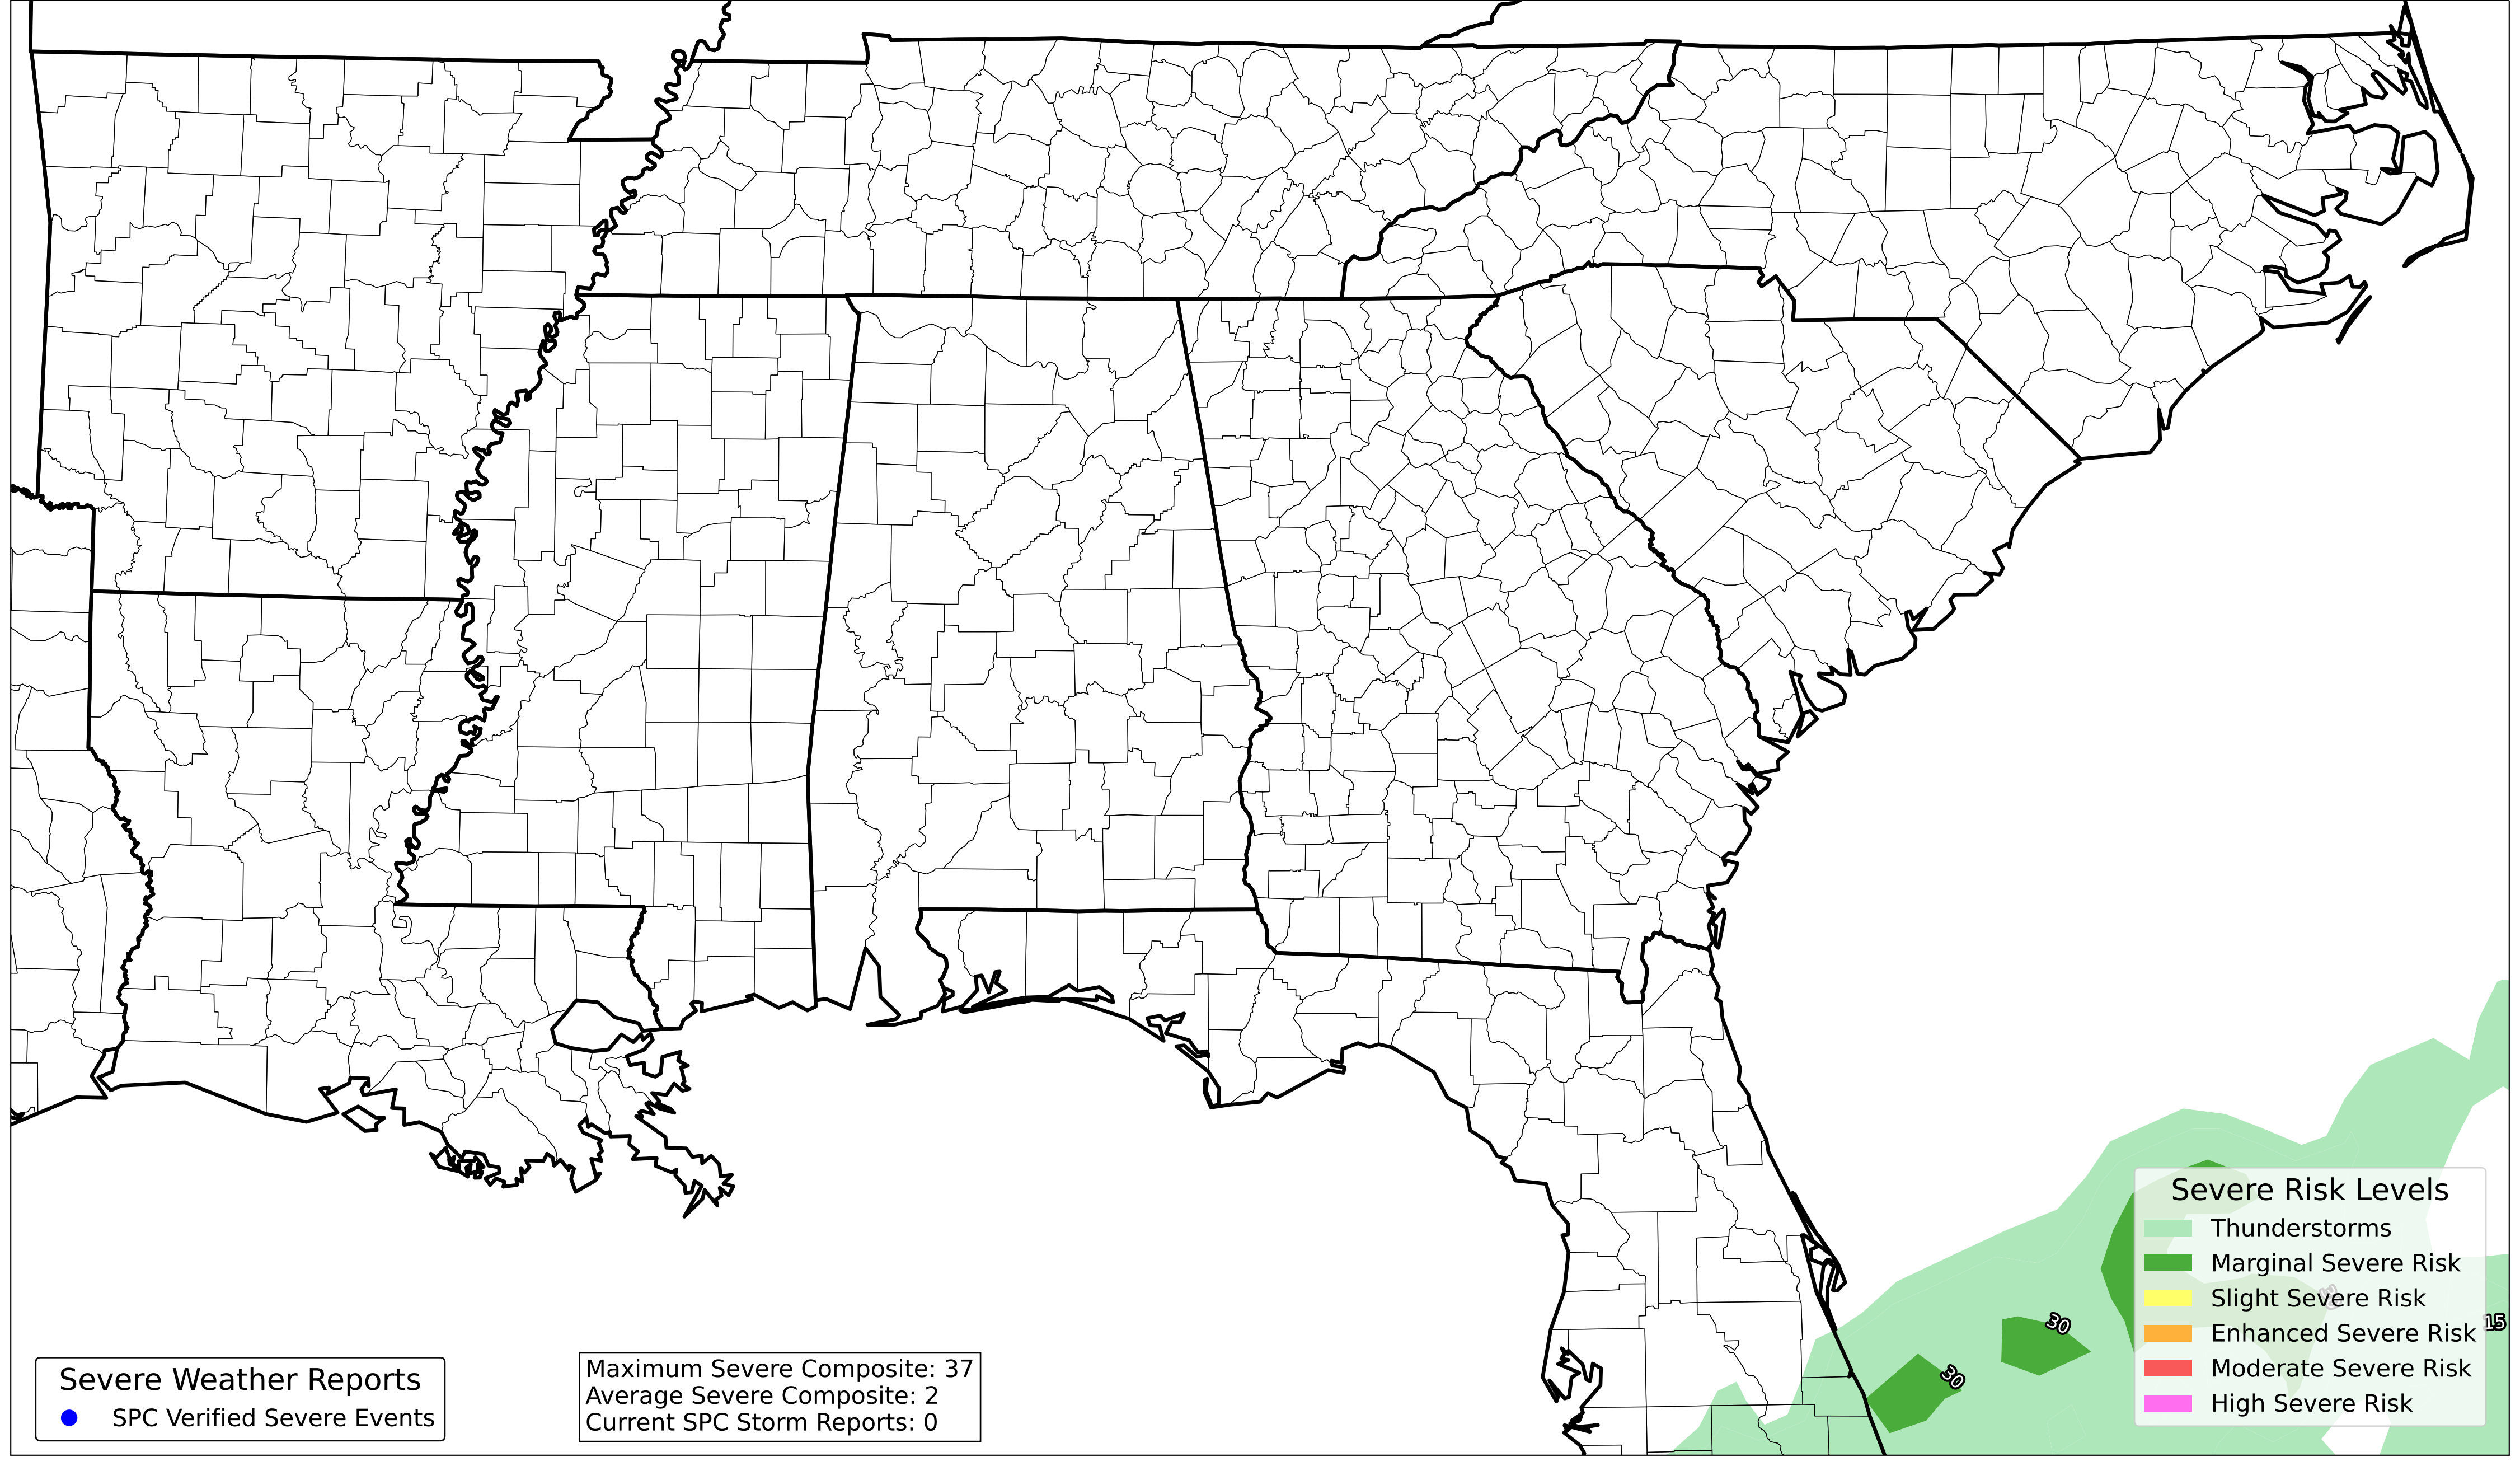 Severe Risk Levels
Thunderstorms
Marginal Severe Risk
Slight Severe Risk
Enhanced Severe Risk
Moderate Severe Risk
High Severe Risk
30
15
30
Severe Weather Reports
SPC Verified Severe Events
Maximum Severe Composite: 37
Average Severe Composite: 2
Current SPC Storm Reports: 0